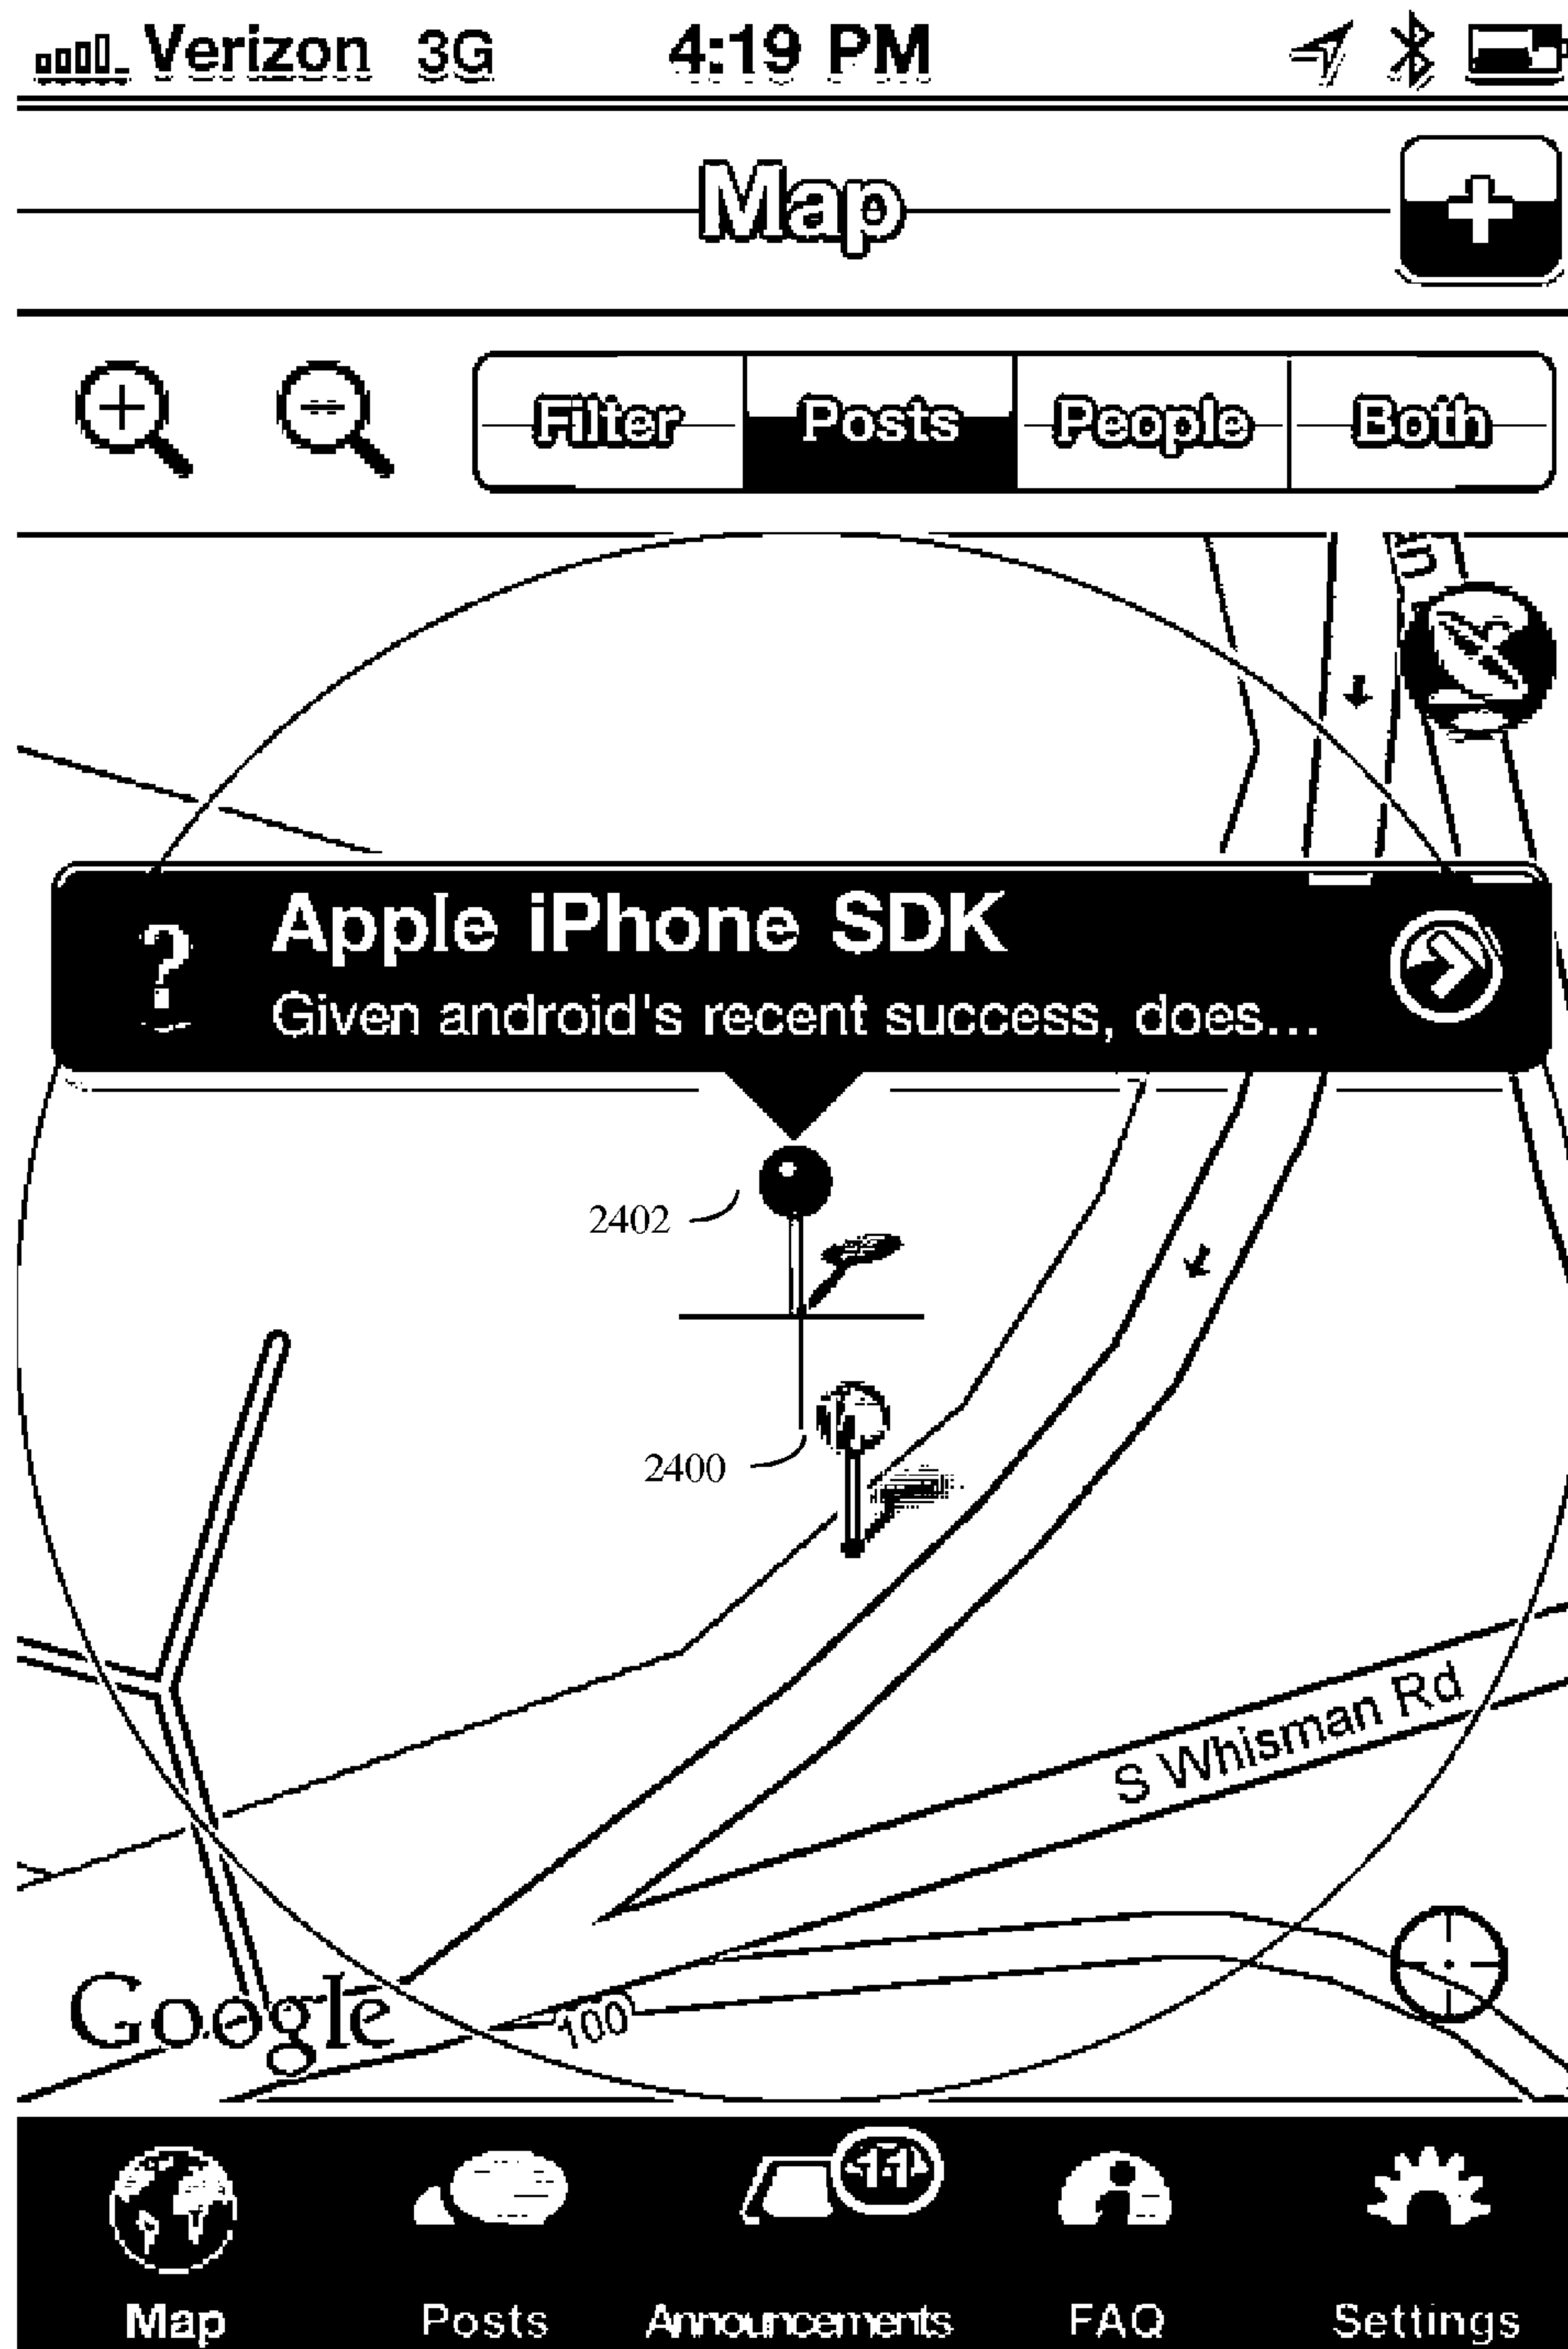 Verizon 3G 4:19 PM
Map
Filter Posts People Both
Apple iPhone SDK
?
Given android's recent success, does...
2402
2400
S Whisman Rd
Google
100
11
Map Posts Announcements FAQ Settings